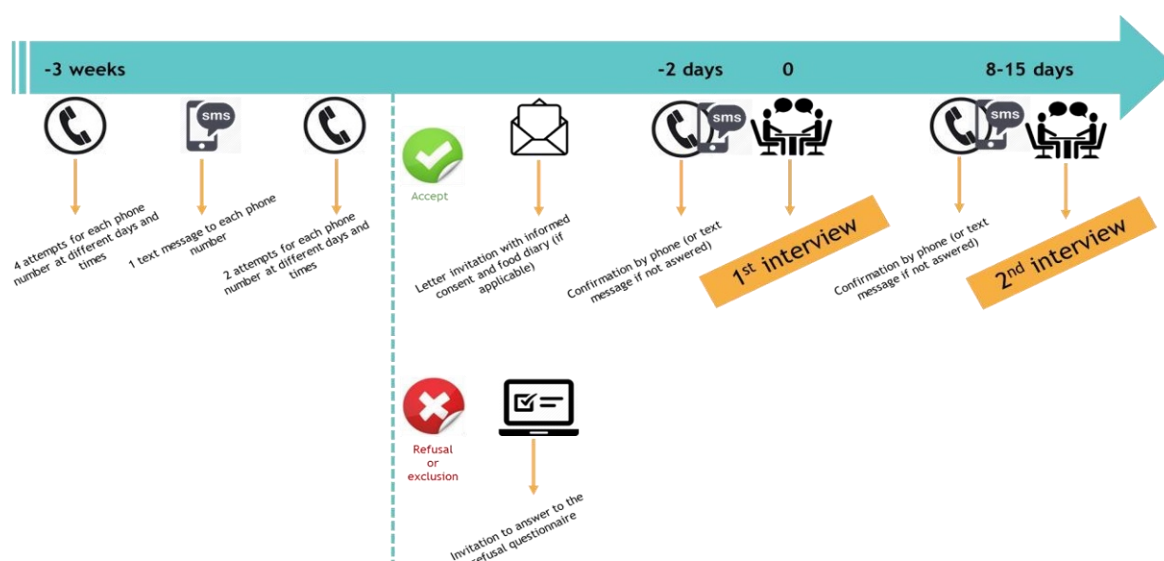 -3 weeks
-2 days
0
8-15 days
sms
sms
sms
4 attempts for each phone
number at different days and
times
1 text message to each phone
number
2 attempts for each phone
number at different days and
times
Accept
Letter invitation with informed
consent and food diary (if
applicable)
Confirmation by phone (or text
message if not aswered)
1st interview
Confirmation by phone (or text
message if not aswered)
2nd interview
Refusal
or
exclusion
Invitation to answer to the
refusal questionnaire